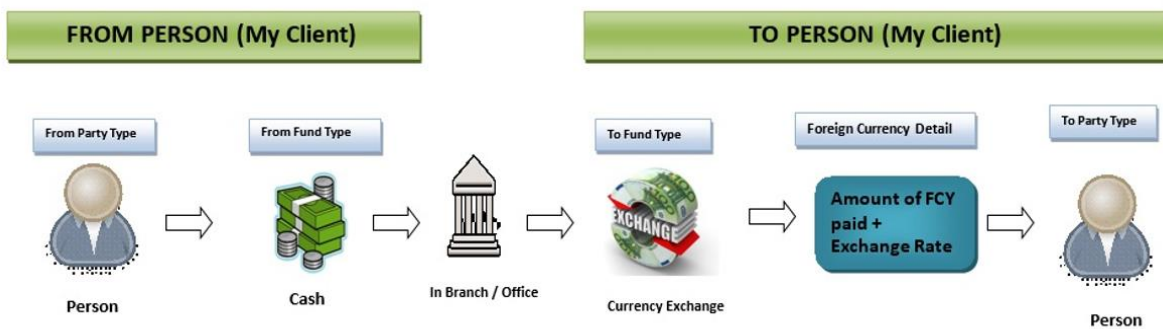 FROM PERSON (My Client)
TO PERSON (My Client)
From Party Type
From Fund Type
To Fund Type
Foreign Currency Detail
To Party Type
EXCHANGE
Amount of FCY
paid +
Exchange Rate
Person
Cash
In Branch / Office
Currency Exchange
Person